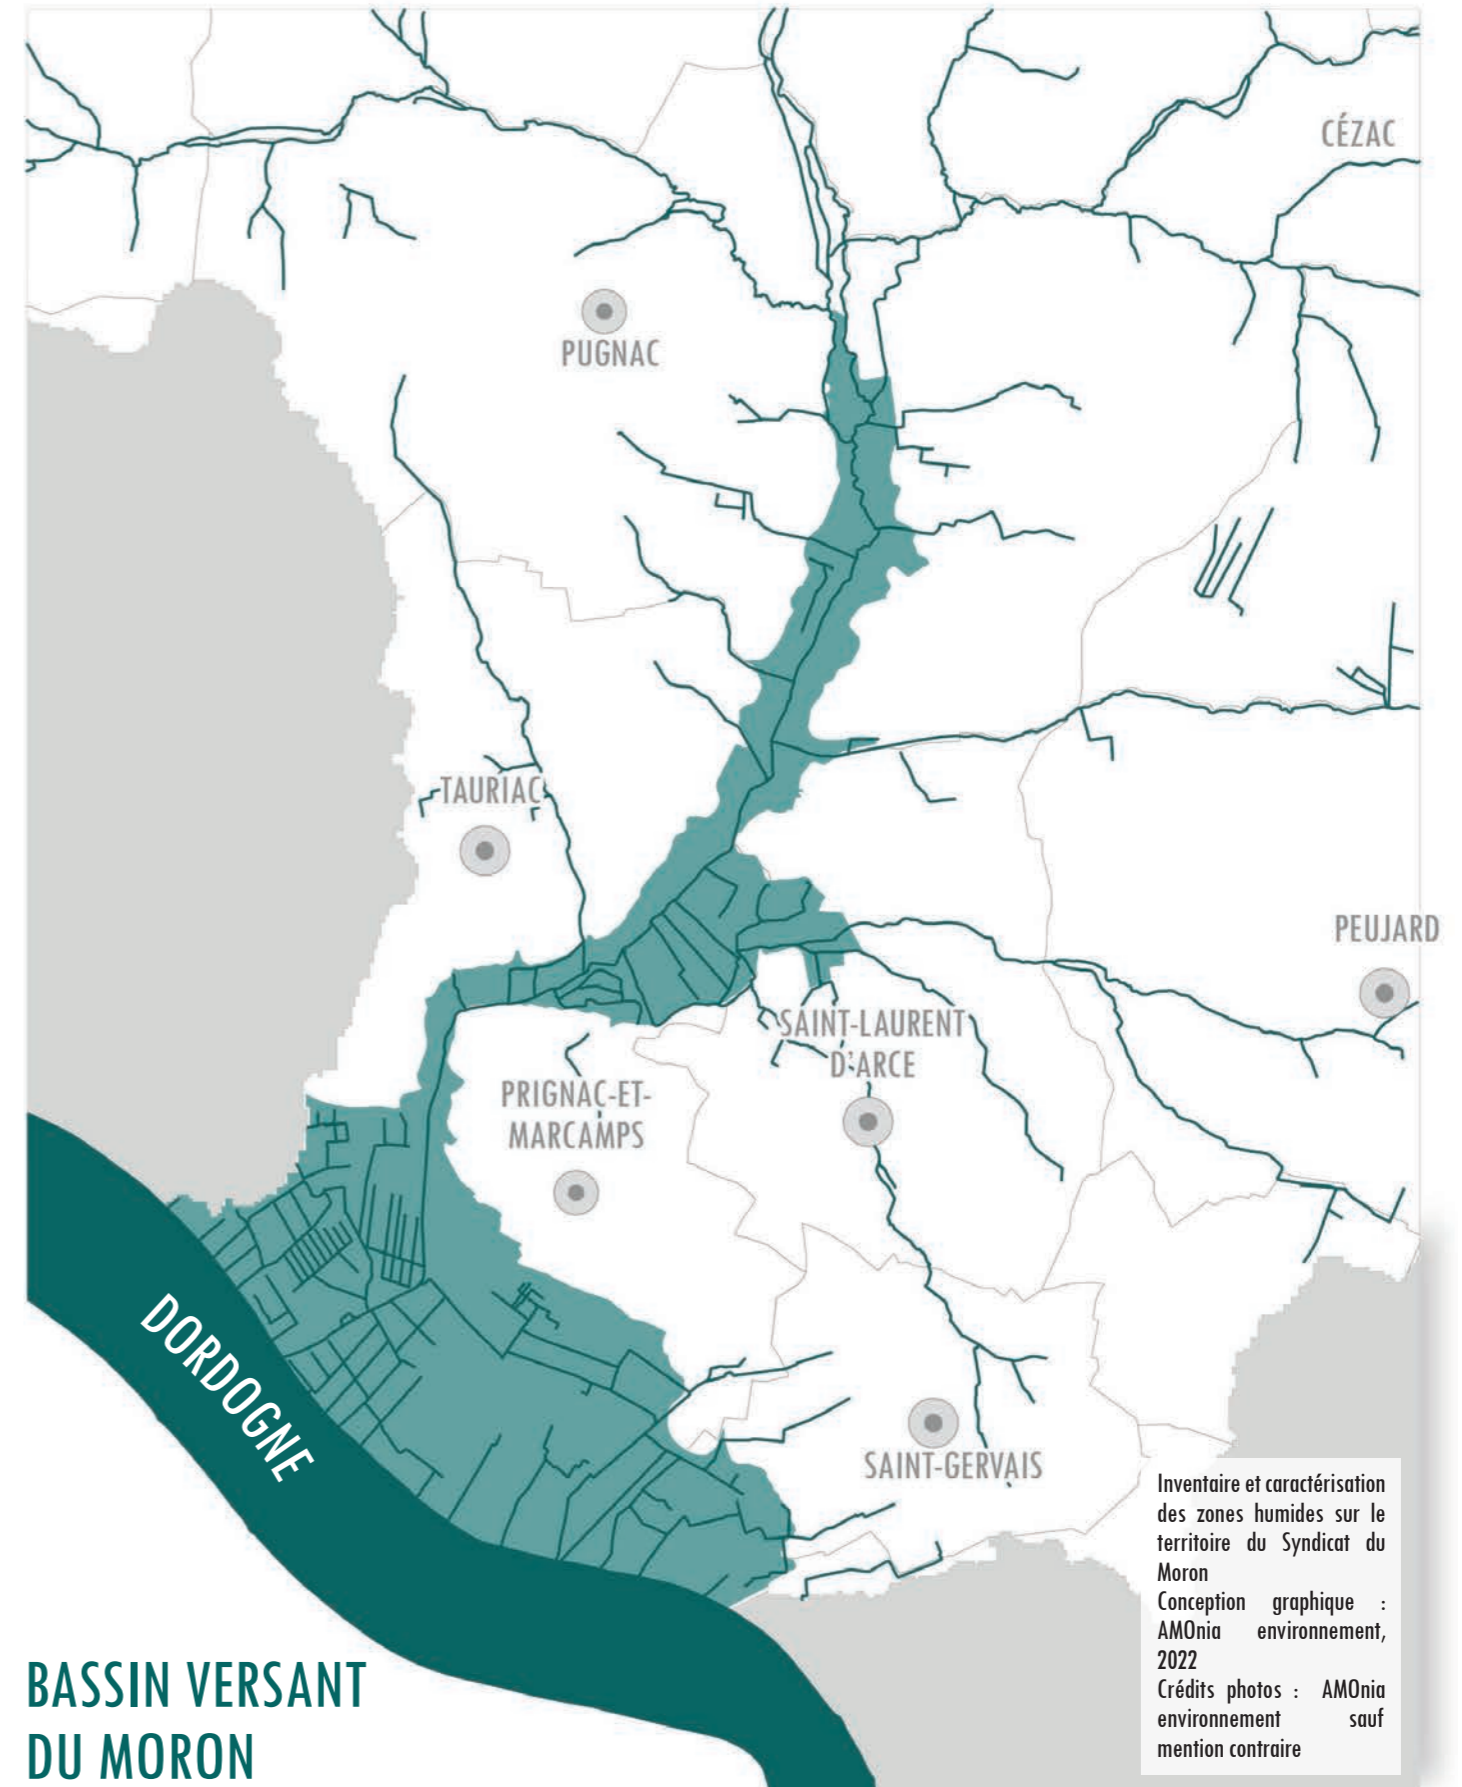 CÉZAC
PUGNAC
TAURIAC
PEUJARD
SAINT-LAURENT
D'ARCE
PRIGNAC-ET-
MARCAMPS
DORDOGNE
SAINT-GERVAIS
Inventaire et caractérisation
des zones humides sur le
territoire du Syndicat du
Moron
Conception graphique :
AMOnia environnement,
2022
Crédits photos : AMOnia
environnement sauf
mention contraire
BASSIN VERSANT
DU MORON